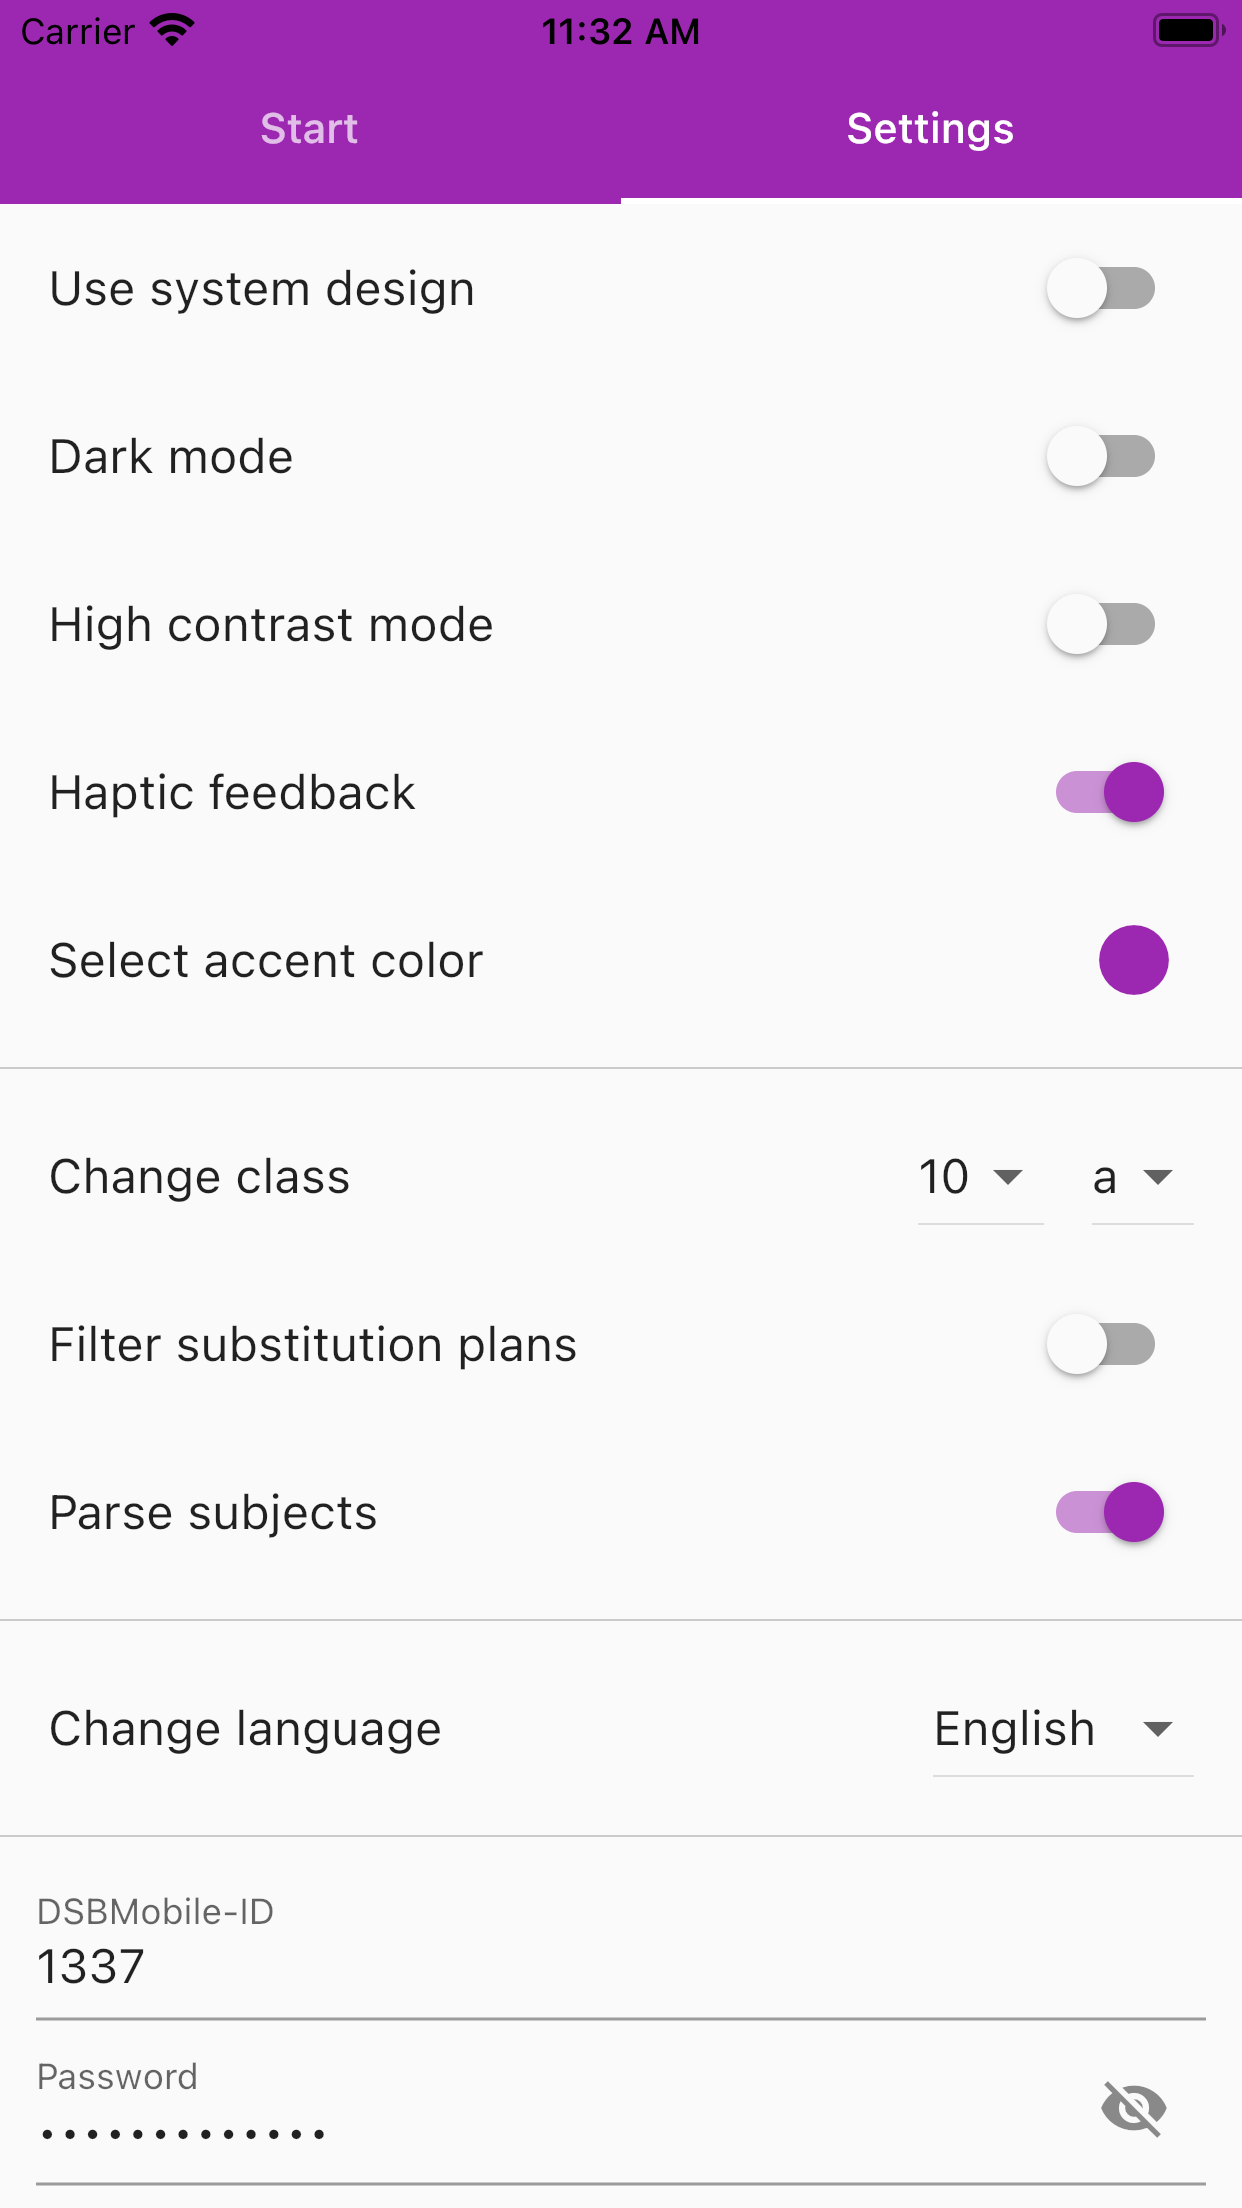 Carrier 11:32 AM
Start Settings
Use system design
Dark mode
High contrast mode
Haptic feedback
Select accent color
Change class 10 a
Filter substitution plans
Parse subjects
Change language English
DSBMobile-ID
1337
Password
•••••••••••••